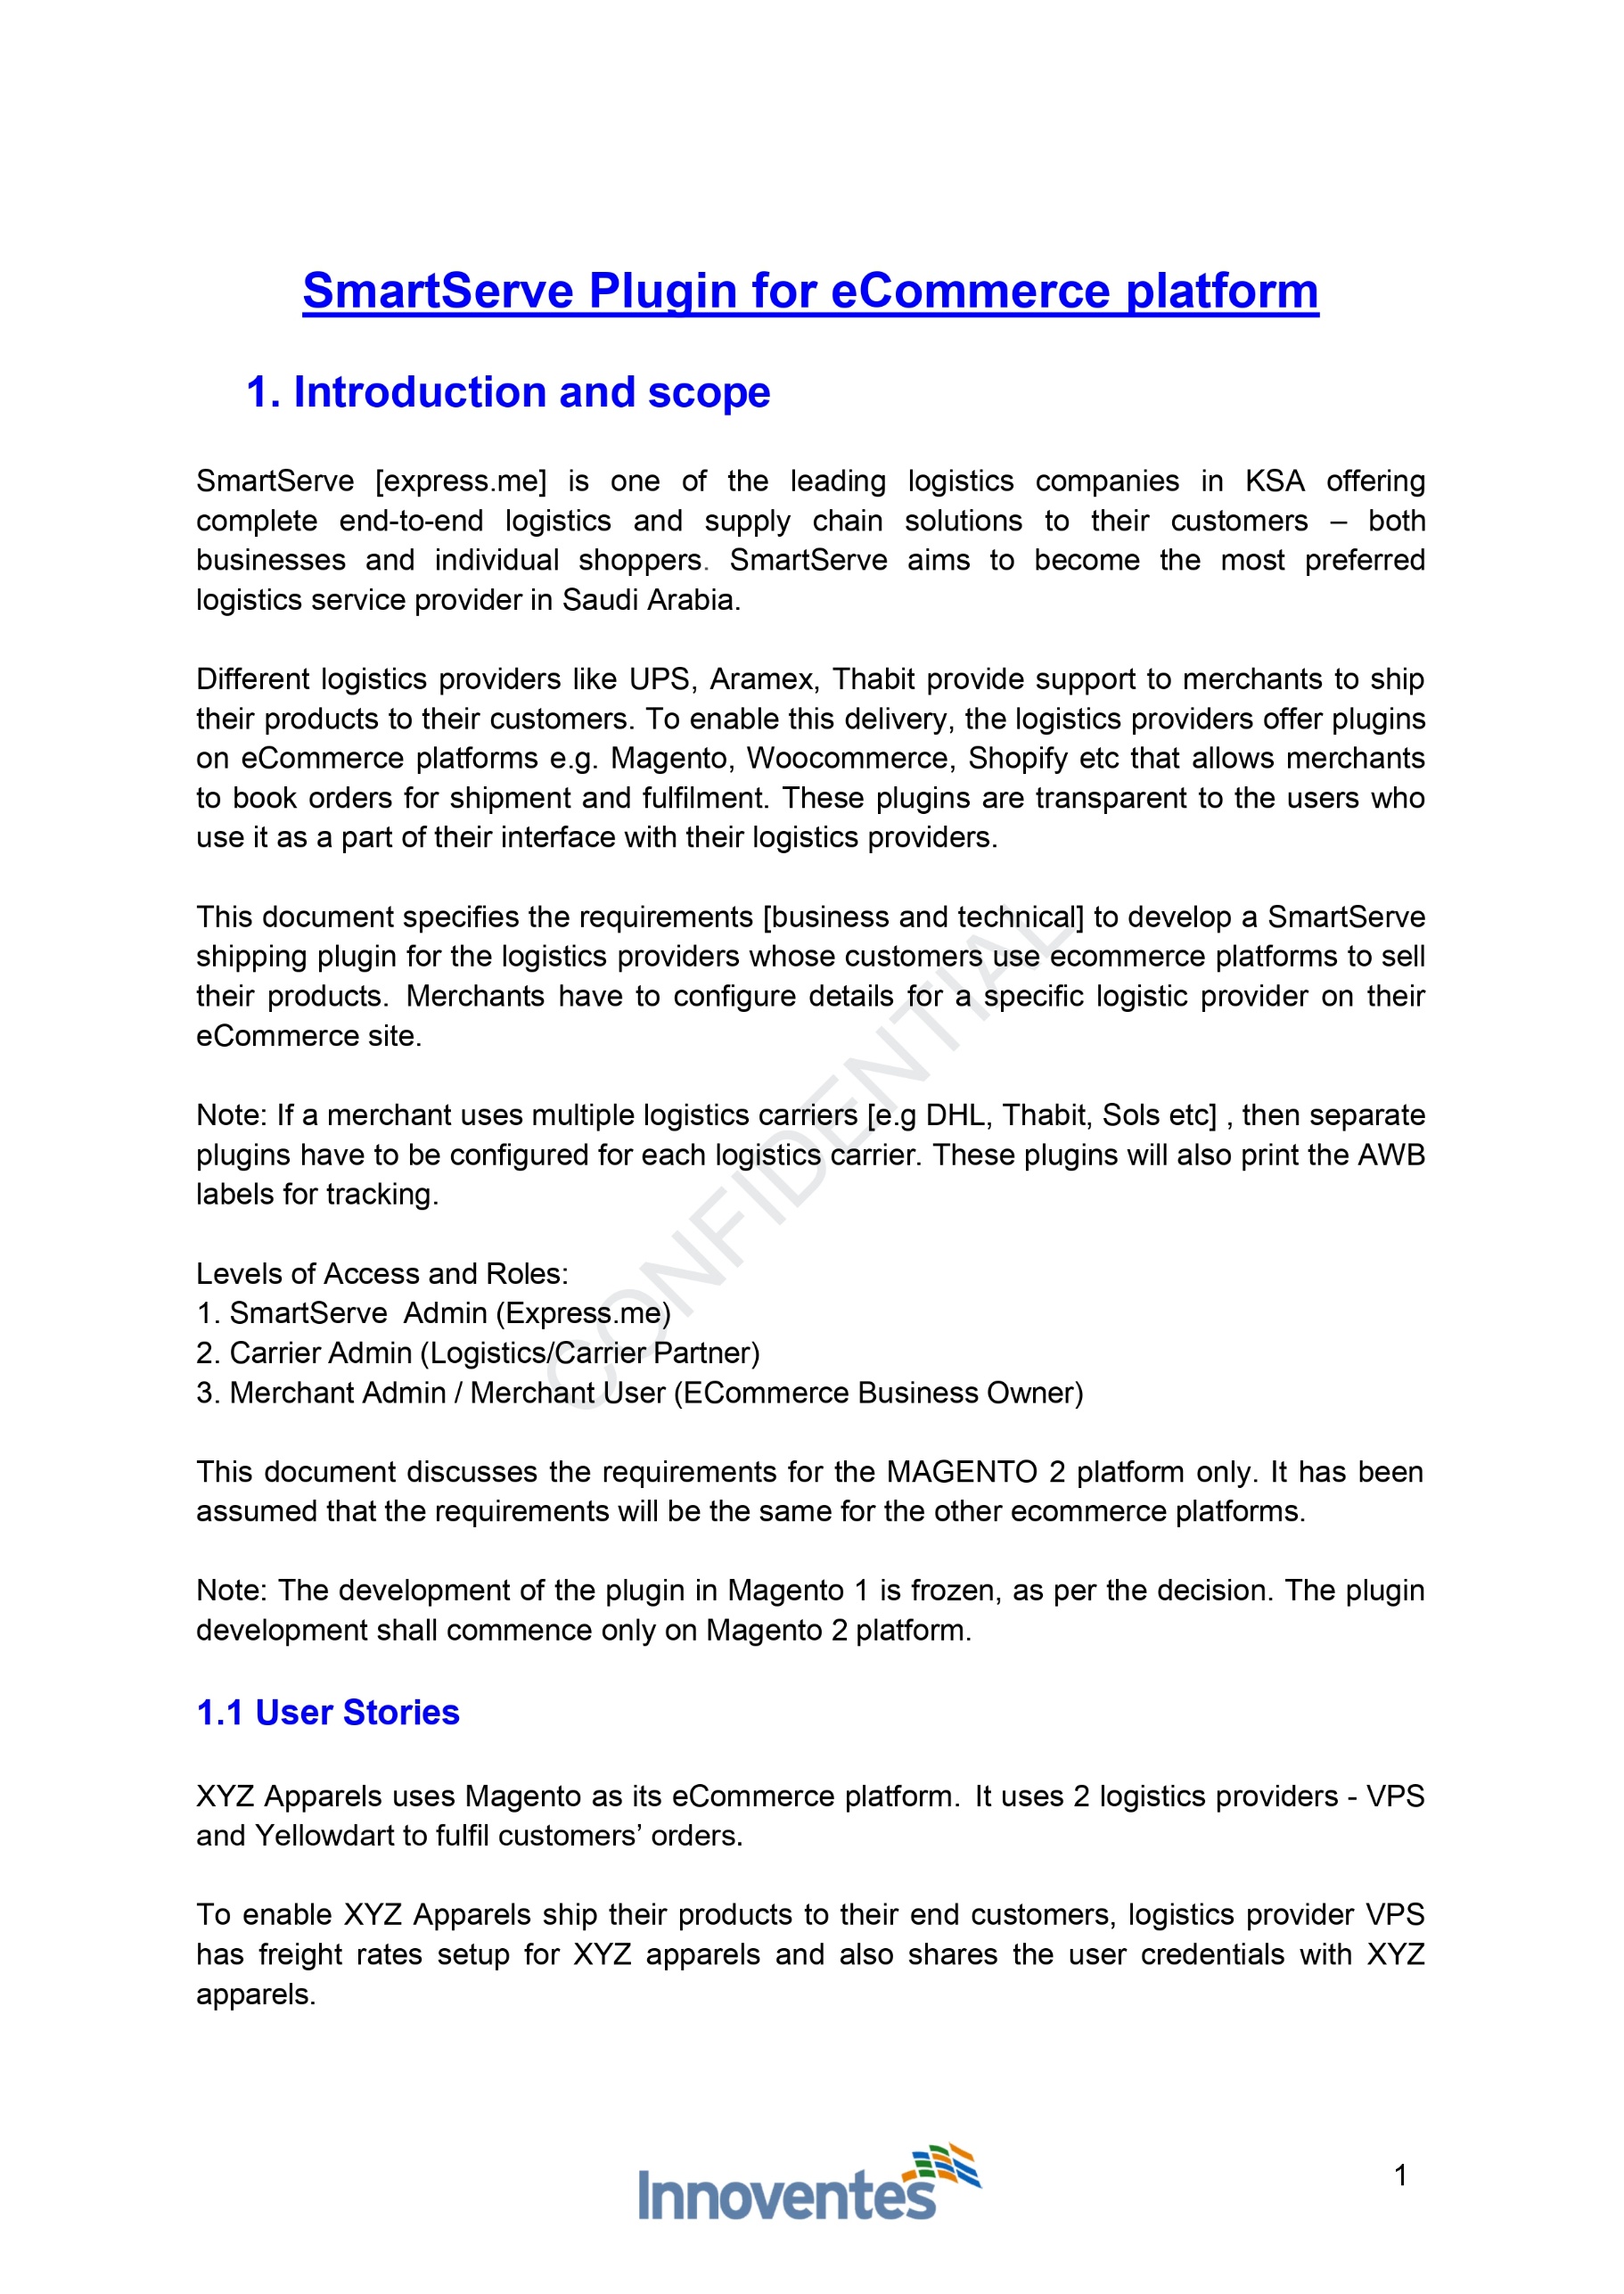 SmartServe Plugin for eCommerce platform
1. Introduction and scope
SmartServe [express.me] is one of the leading logistics companies in KSA offering
complete end-to-end logistics and supply chain solutions to their customers – both
businesses and individual shoppers. SmartServe aims to become the most preferred
logistics service provider in Saudi Arabia.
Different logistics providers like UPS, Aramex, Thabit provide support to merchants to ship
their products to their customers. To enable this delivery, the logistics providers offer plugins
on eCommerce platforms e.g. Magento, Woocommerce, Shopify etc that allows merchants
to book orders for shipment and fulfilment. These plugins are transparent to the users who
use it as a part of their interface with their logistics providers.
This document specifies the requirements [business and technical] to develop a SmartServe
shipping plugin for the logistics providers whose customers use ecommerce platforms to sell
their products. Merchants have to configure details for a specific logistic provider on their
eCommerce site.
Note: If a merchant uses multiple logistics carriers [e.g DHL, Thabit, Sols etc] , then separate
plugins have to be configured for each logistics carrier. These plugins will also print the AWB
labels for tracking.
Levels of Access and Roles:
1. SmartServe  Admin (Express.me)
2. Carrier Admin (Logistics/Carrier Partner)
3. Merchant Admin / Merchant User (ECommerce Business Owner)
This document discusses the requirements for the MAGENTO 2 platform only. It has been
assumed that the requirements will be the same for the other ecommerce platforms.
Note: The development of the plugin in Magento 1 is frozen, as per the decision. The plugin
development shall commence only on Magento 2 platform.
1.1 User Stories
XYZ Apparels uses Magento as its eCommerce platform. It uses 2 logistics providers - VPS
and Yellowdart to fulfil customers’ orders.
To enable XYZ Apparels ship their products to their end customers, logistics provider VPS
has freight rates setup for XYZ apparels and also shares the user credentials with XYZ
apparels.
CONFIDENTIAL
Innoventes
1